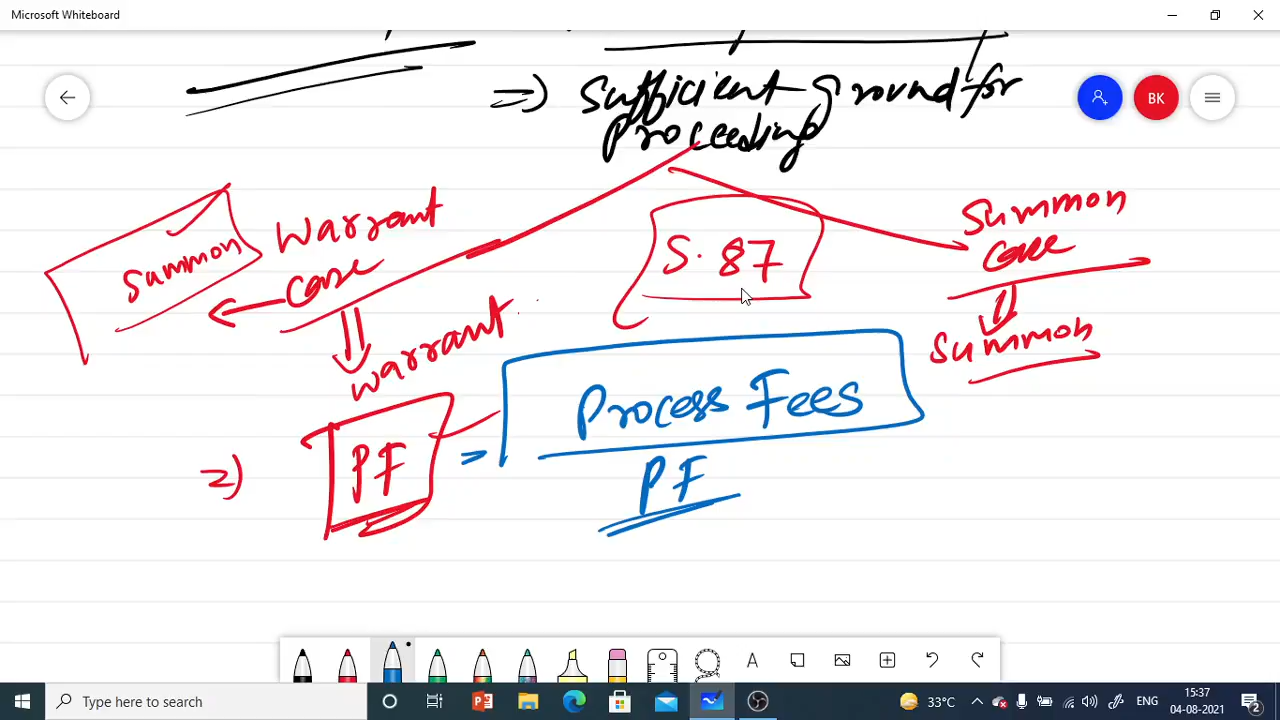 Microsoft Whiteboard
=) Sufficient ground for
proceeding
BK
Summon
Warrant
case
S. 87
Summon
case
warrant
Summon
Process Fees
=) PF =
PF
A
Type here to search
33°C
ENG
15:37
04-08-2021
2